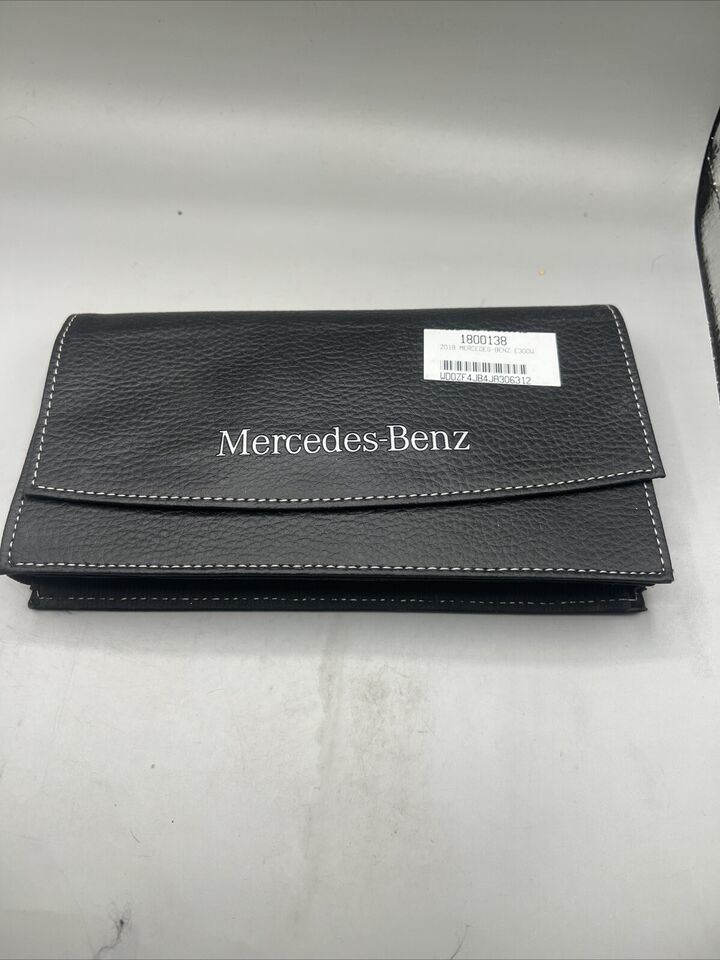 1800138
2018 MERCEDES-BENZ E300W
WDDZF4JB4JA306312
Mercedes-Benz